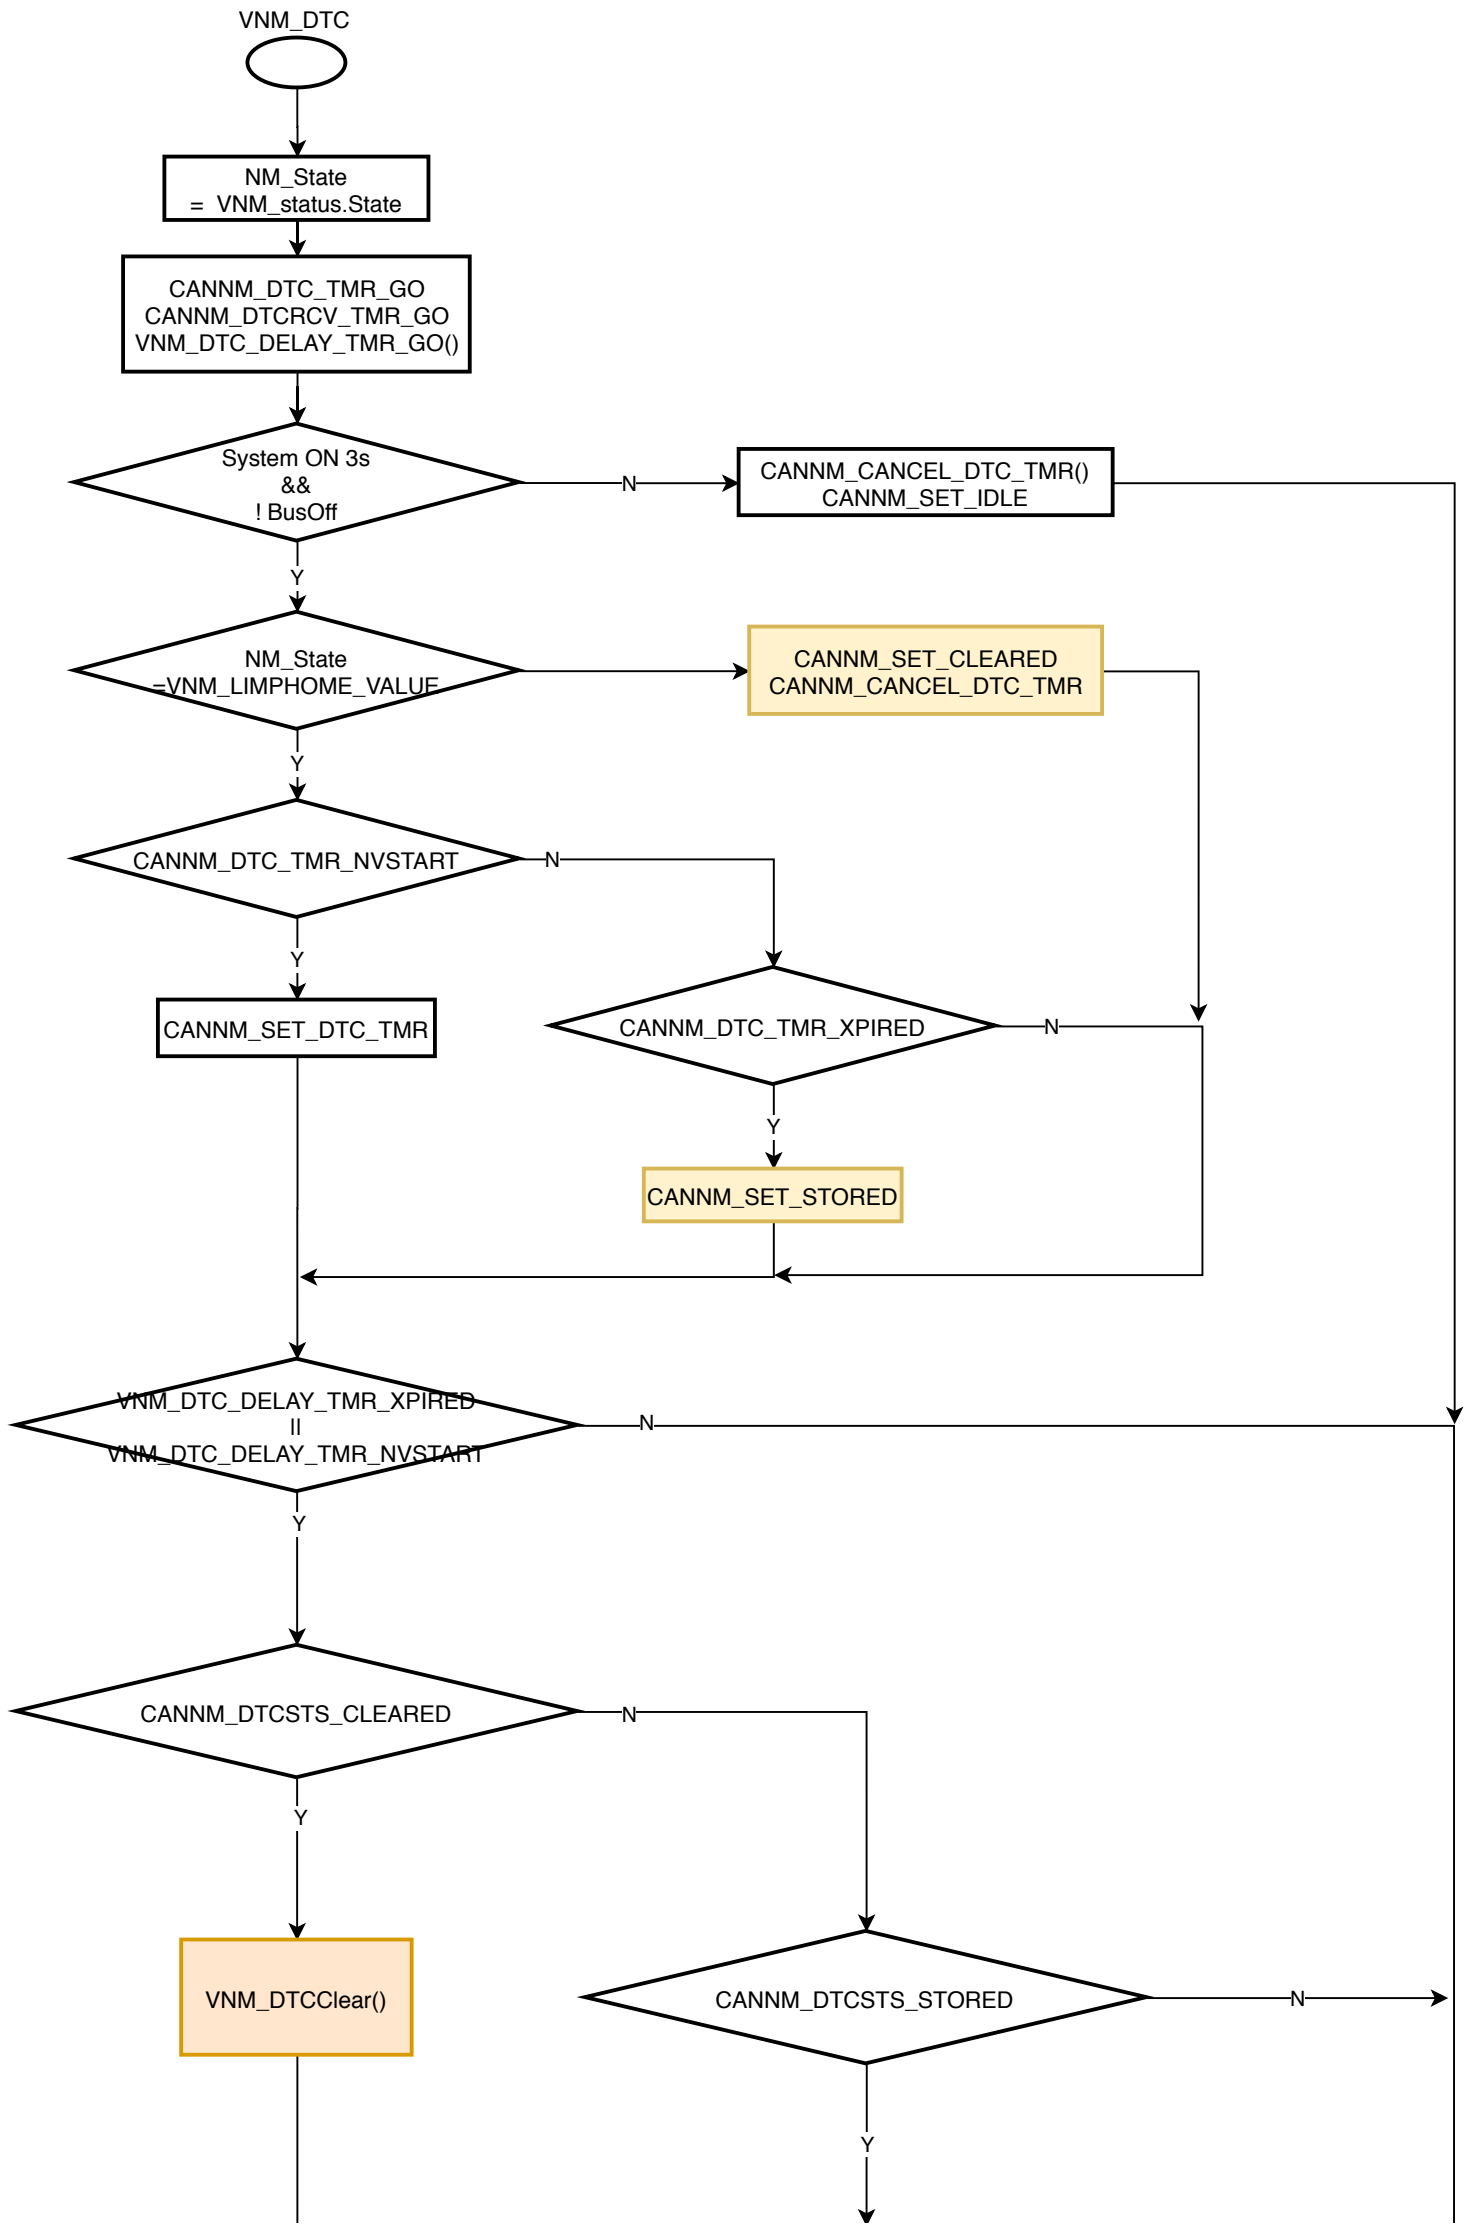 VNM_DTC
NM_State
= VNM_status.State
CANNM_DTC_TMR_GO
CANNM_DTCRCV_TMR_GO
VNM_DTC_DELAY_TMR_GO()
System ON 3s
&&
! BusOff
N
CANNM_CANCEL_DTC_TMR()
CANNM_SET_IDLE
Y
NM_State
=VNM_LIMPHOME_VALUE
CANNM_SET_CLEARED
CANNM_CANCEL_DTC_TMR
Y
CANNM_DTC_TMR_NVSTART
N
Y
CANNM_SET_DTC_TMR
CANNM_DTC_TMR_XPIRED
N
Y
CANNM_SET_STORED
VNM_DTC_DELAY_TMR_XPIRED
||
VNM_DTC_DELAY_TMR_NVSTART
N
Y
CANNM_DTCSTS_CLEARED
N
Y
VNM_DTCClear()
CANNM_DTCSTS_STORED
N
Y